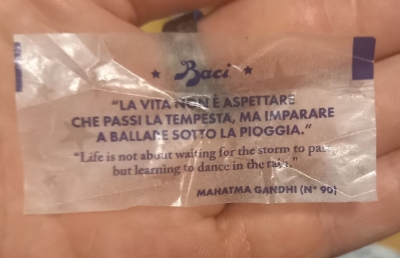 Baci
"LA VITA NON È ASPETTARE
CHE PASSI LA TEMPESTA, MA IMPARARE
A BALLARE SOTTO LA PIOGGIA."
"Life is not about waiting for the storm to pass,
but learning to dance in the rain."
MAHATMA GANDHI (N° 90)